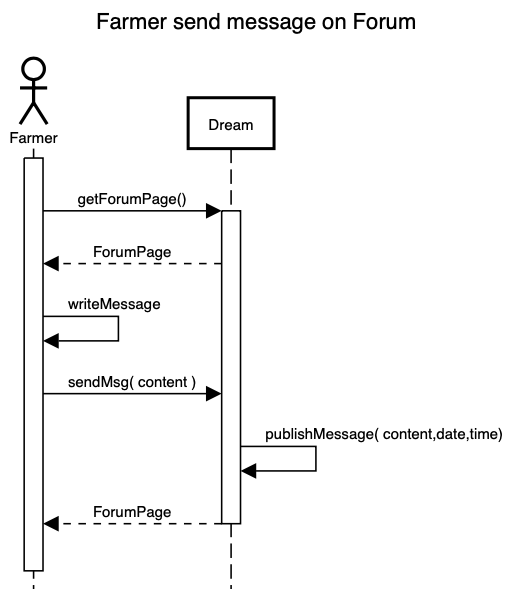 Farmer send message on Forum
Farmer
Dream
getForumPage()
ForumPage
writeMessage
sendMsg( content )
publishMessage( content,date,time)
ForumPage